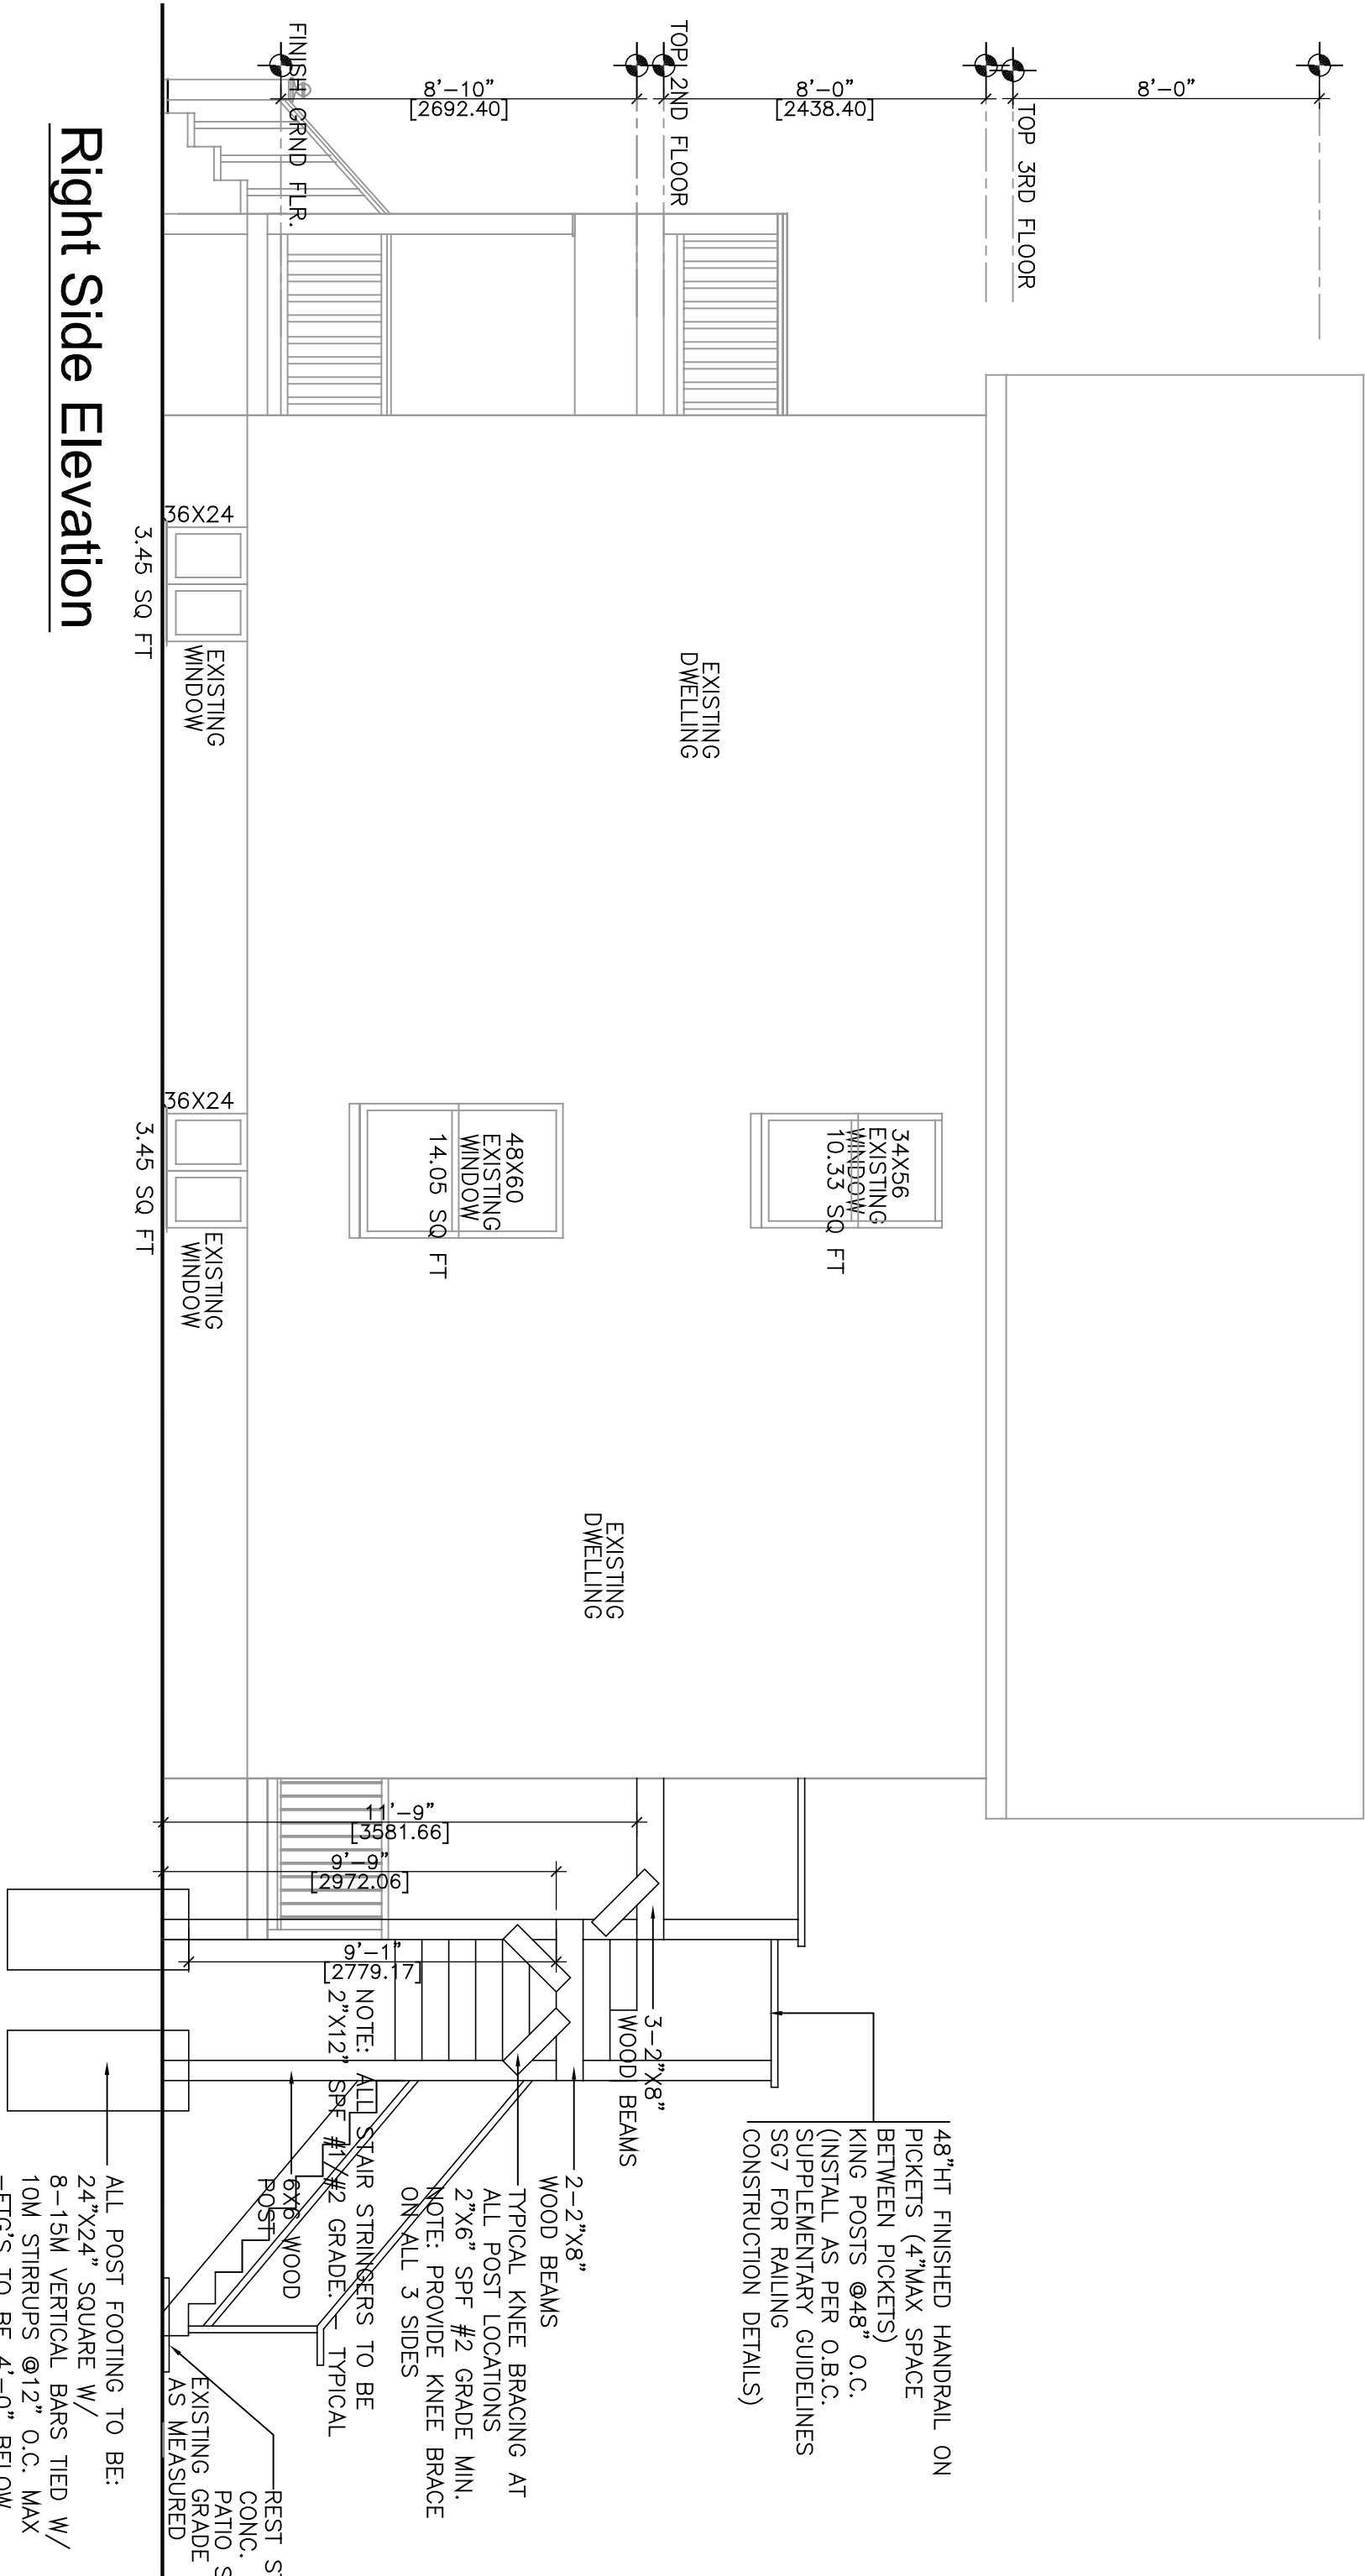 TOP 3RD FLOOR
8'-0"
8'-0"
[2438.40]
TOP 2ND FLOOR
8'-10"
[2692.40]
FINISH GRND FLR.
EXISTING
DWELLING
34X56
EXISTING
WINDOW
10.33 SQ FT
48X60
EXISTING
WINDOW
14.05 SQ FT
EXISTING
DWELLING
36X24
EXISTING
WINDOW
3.45 SQ FT
36X24
EXISTING
WINDOW
3.45 SQ FT
11'-9"
[3581.66]
9'-9"
[2972.06]
9'-1"
[2779.17]
48"HT FINISHED HANDRAIL ON
PICKETS (4"MAX SPACE
BETWEEN PICKETS)
KING POSTS @48" O.C.
(INSTALL AS PER O.B.C.
SUPPLEMENTARY GUIDELINES
SG7 FOR RAILING
CONSTRUCTION DETAILS)
3-2"X8"
WOOD BEAMS
2-2"X8"
WOOD BEAMS
TYPICAL KNEE BRACING AT
ALL POST LOCATIONS
2"X6" SPF #2 GRADE MIN.
NOTE: PROVIDE KNEE BRACE
ON ALL 3 SIDES
NOTE: ALL STAIR STRINGERS TO BE
2"X12" SPF #1/#2 GRADE. - TYPICAL
6X6 WOOD
POST
REST
CONC.
PATIO
EXISTING GRADE
AS MEASURED
ALL POST FOOTING TO BE:
24"X24" SQUARE W/
8-15M VERTICAL BARS TIED W/
10M STIRRUPS @12" O.C. MAX
-FTG'S TO BE 4'-0" BELOW
Right Side Elevation